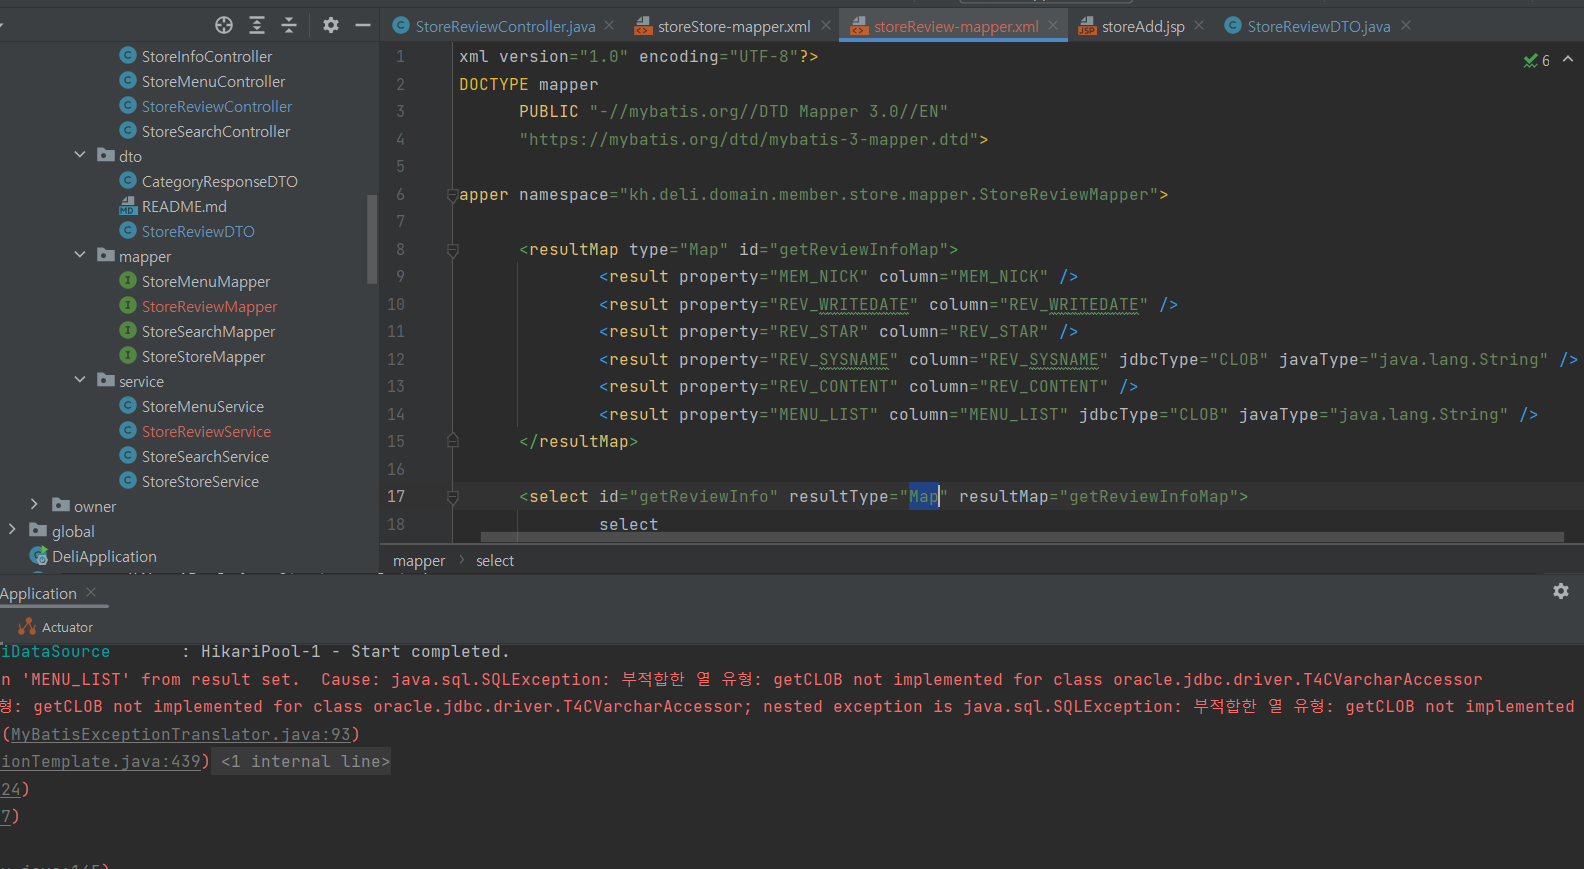 StoreReviewController.java
storeStore-mapper.xml
storeReview-mapper.xml
storeAdd.jsp
StoreReviewDTO.java
StoreInfoController
StoreMenuController
StoreReviewController
StoreSearchController
dto
CategoryResponseDTO
README.md
StoreReviewDTO
mapper
StoreMenuMapper
StoreReviewMapper
StoreSearchMapper
StoreStoreMapper
service
StoreMenuService
StoreReviewService
StoreSearchService
StoreStoreService
owner
global
DeliApplication
6
1 xml version="1.0" encoding="UTF-8"?>
2 DOCTYPE mapper
3 PUBLIC "-//mybatis.org//DTD Mapper 3.0//EN"
4 "https://mybatis.org/dtd/mybatis-3-mapper.dtd">
5
6 apper namespace="kh.deli.domain.member.store.mapper.StoreReviewMapper">
7
8 <resultMap type="Map" id="getReviewInfoMap">
9 <result property="MEM_NICK" column="MEM_NICK" />
10 <result property="REV_WRITEDATE" column="REV_WRITEDATE" />
11 <result property="REV_STAR" column="REV_STAR" />
12 <result property="REV_SYSNAME" column="REV_SYSNAME" jdbcType="CLOB" javaType="java.lang.String" />
13 <result property="REV_CONTENT" column="REV_CONTENT" />
14 <result property="MENU_LIST" column="MENU_LIST" jdbcType="CLOB" javaType="java.lang.String" />
15 </resultMap>
16
17 <select id="getReviewInfo" resultType="Map" resultMap="getReviewInfoMap">
18 select
mapper > select
Application
Actuator
iDataSource : HikariPool-1 - Start completed.
n 'MENU_LIST' from result set.  Cause: java.sql.SQLException: 부적합한 열 유형: getCLOB not implemented for class oracle.jdbc.driver.T4CVarcharAccessor
형: getCLOB not implemented for class oracle.jdbc.driver.T4CVarcharAccessor; nested exception is java.sql.SQLException: 부적합한 열 유형: getCLOB not implemented
(MyBatisExceptionTranslator.java:93)
ionTemplate.java:439) <1 internal line>
24)
7)